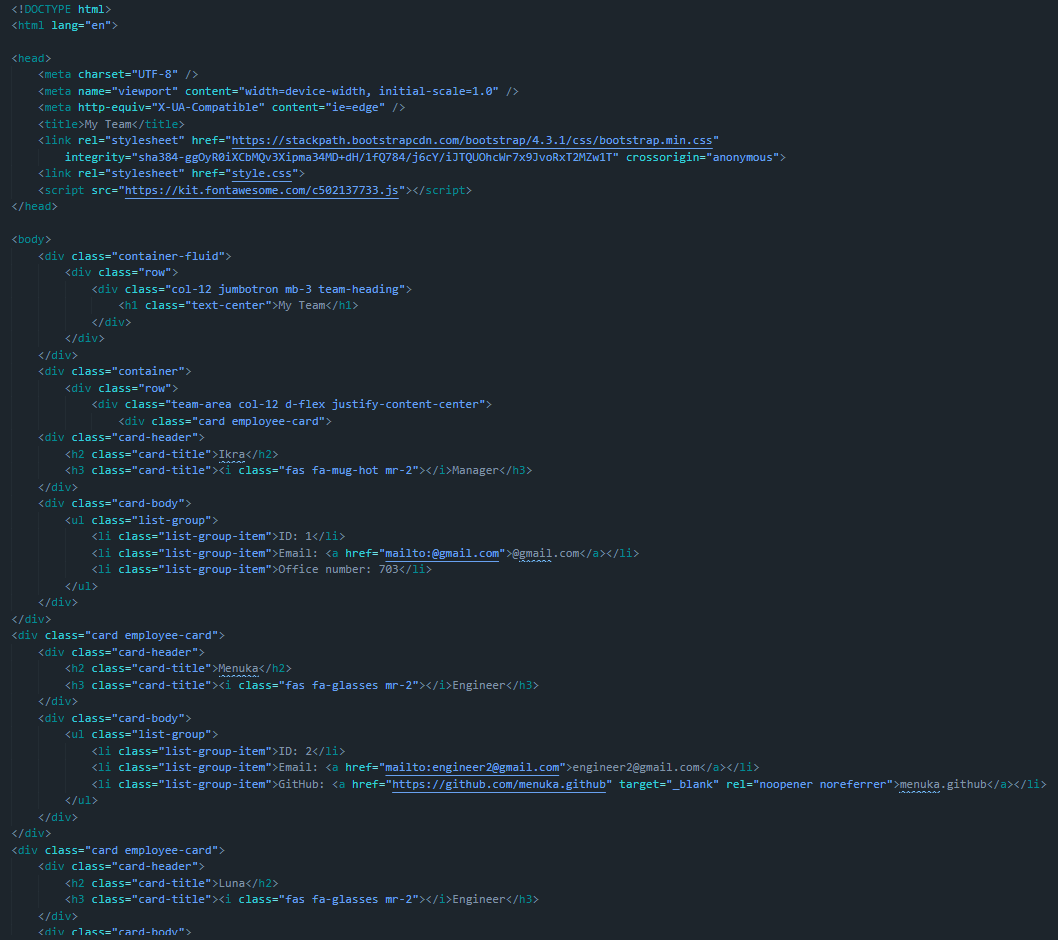 <!DOCTYPE html>
<html lang="en">
<head>
<meta charset="UTF-8" />
<meta name="viewport" content="width=device-width, initial-scale=1.0" />
<meta http-equiv="X-UA-Compatible" content="ie=edge" />
<title>My Team</title>
<link rel="stylesheet" href="https://stackpath.bootstrapcdn.com/bootstrap/4.3.1/css/bootstrap.min.css"
integrity="sha384-ggOyR0iXCbMQv3Xipma34MD+dH/1fQ784/j6cY/iJTQUOhcWr7x9JvoRxT2MZw1T" crossorigin="anonymous">
<link rel="stylesheet" href="style.css">
<script src="https://kit.fontawesome.com/c502137733.js"></script>
</head>
<body>
<div class="container-fluid">
<div class="row">
<div class="col-12 jumbotron mb-3 team-heading">
<h1 class="text-center">My Team</h1>
</div>
</div>
</div>
<div class="container">
<div class="row">
<div class="team-area col-12 d-flex justify-content-center">
<div class="card employee-card">
<div class="card-header">
<h2 class="card-title">Ikra</h2>
<h3 class="card-title"><i class="fas fa-mug-hot mr-2"></i>Manager</h3>
</div>
<div class="card-body">
<ul class="list-group">
<li class="list-group-item">ID: 1</li>
<li class="list-group-item">Email: <a href="mailto:@gmail.com">@gmail.com</a></li>
<li class="list-group-item">Office number: 703</li>
</ul>
</div>
</div>
<div class="card employee-card">
<div class="card-header">
<h2 class="card-title">Menuka</h2>
<h3 class="card-title"><i class="fas fa-glasses mr-2"></i>Engineer</h3>
</div>
<div class="card-body">
<ul class="list-group">
<li class="list-group-item">ID: 2</li>
<li class="list-group-item">Email: <a href="mailto:engineer2@gmail.com">engineer2@gmail.com</a></li>
<li class="list-group-item">GitHub: <a href="https://github.com/menuka.github" target="_blank" rel="noopener noreferrer">menuka.github</a></li>
</ul>
</div>
</div>
<div class="card employee-card">
<div class="card-header">
<h2 class="card-title">Luna</h2>
<h3 class="card-title"><i class="fas fa-glasses mr-2"></i>Engineer</h3>
</div>
<div class="card-body">